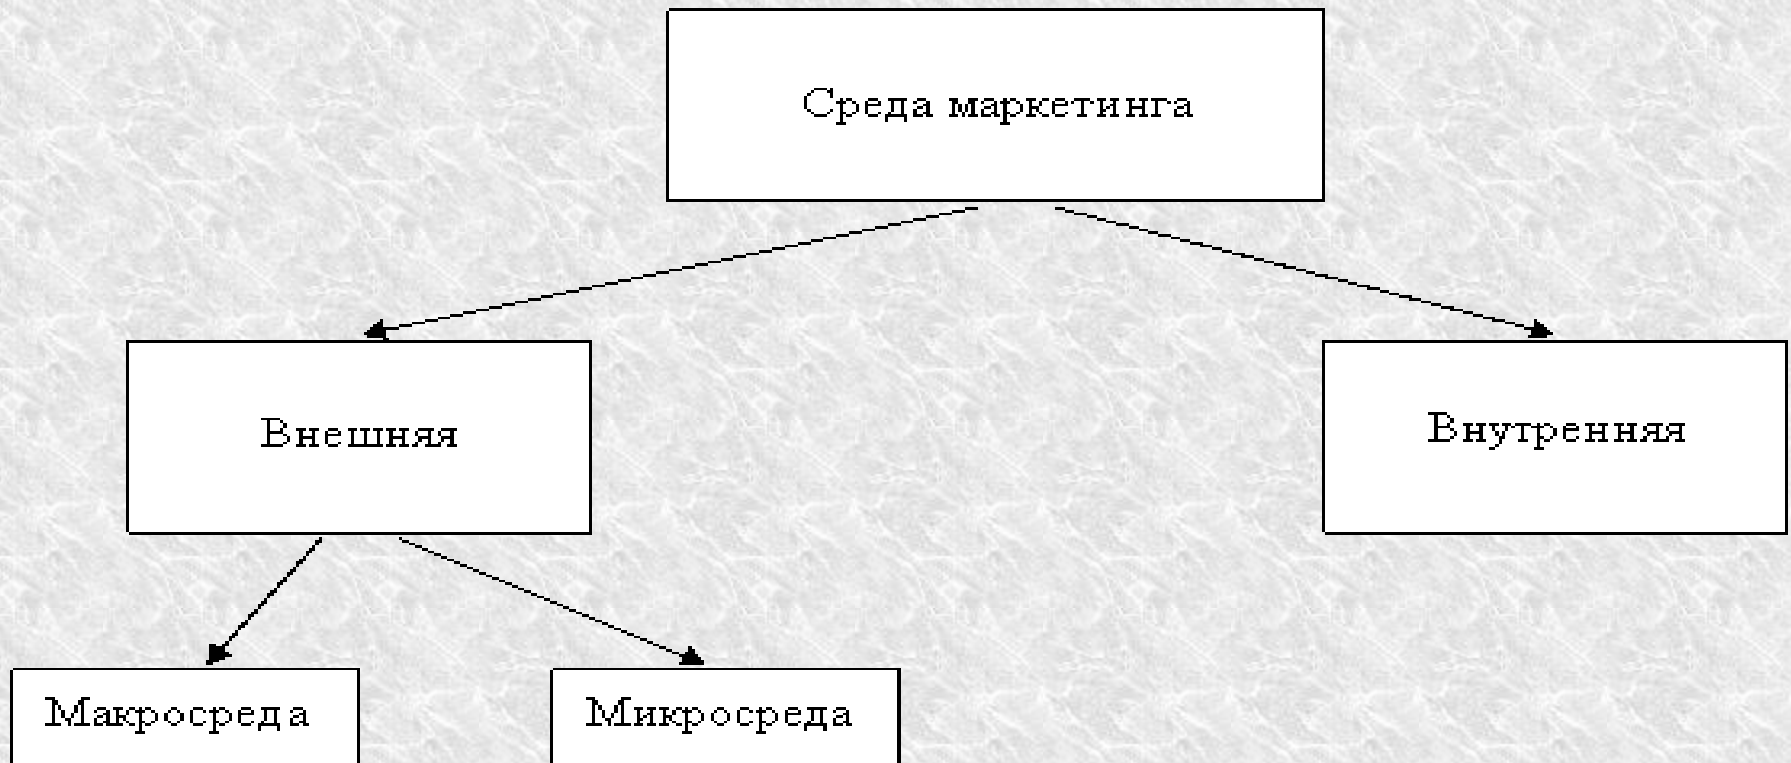 Среда маркетинга
Внешняя
Внутренняя
Макросреда
Микросреда